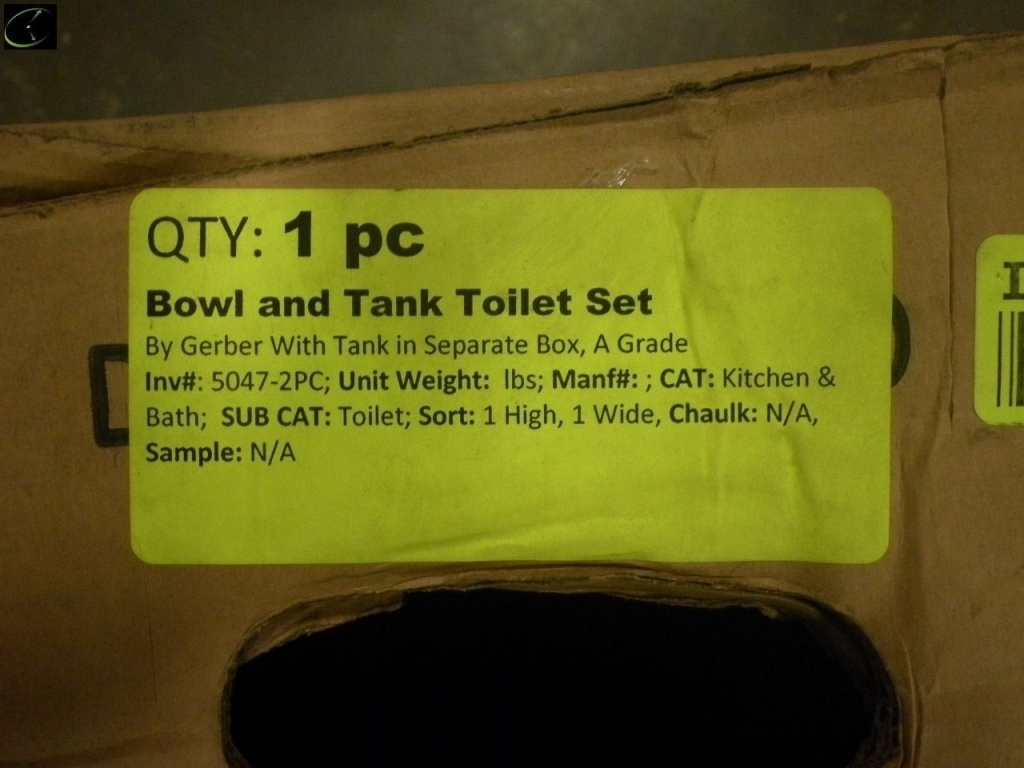 QTY: 1 pc
Bowl and Tank Toilet Set
By Gerber With Tank in Separate Box, A Grade
Inv#: 5047-2PC; Unit Weight:  lbs; Manf#: ; CAT: Kitchen &
Bath;  SUB CAT: Toilet; Sort: 1 High, 1 Wide, Chaulk: N/A,
Sample: N/A